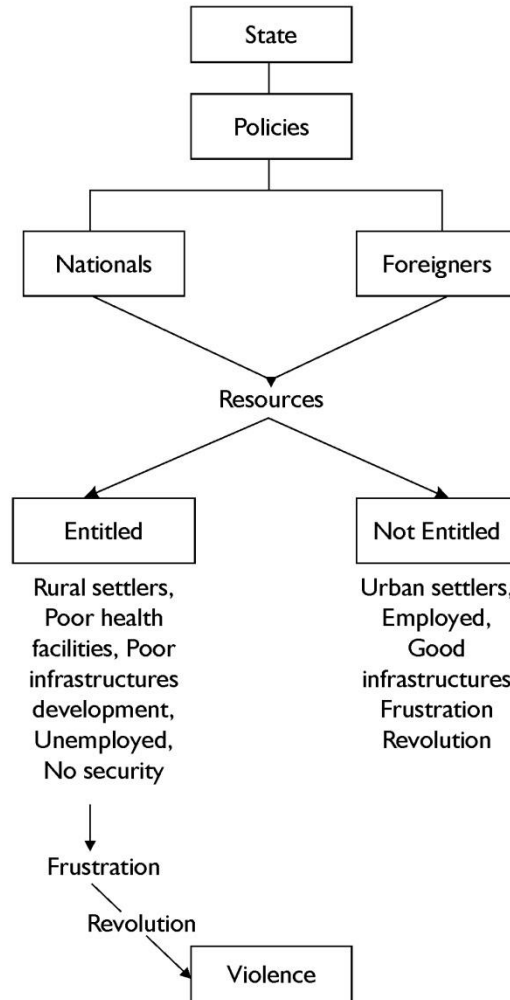 State
Policies
Nationals
Foreigners
Resources
Entitled
Not Entitled
Rural settlers,
Poor health
facilities, Poor
infrastructures
development,
Unemployed,
No security
Urban settlers,
Employed,
Good
infrastructures
Frustration
Revolution
Frustration
Revolution
Violence